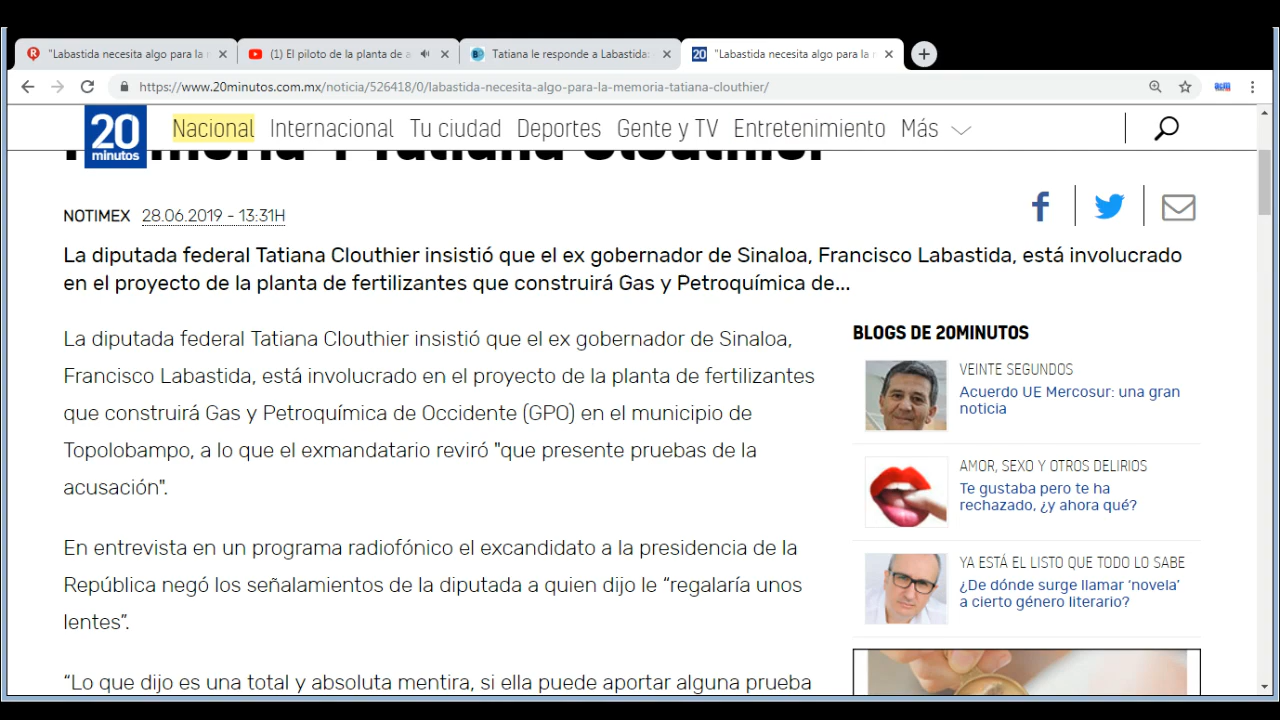 "Labastida necesita algo para la
(1) El piloto de la planta de a
Tatiana le responde a Labastida:
20
"Labastida necesita algo para la
https://www.20minutos.com.mx/noticia/526418/0/labastida-necesita-algo-para-la-memoria-tatiana-clouthier/
20
minutos
Nacional Internacional Tu ciudad Deportes Gente y TV Entretenimiento Más
Tatiana Clouthier
NOTIMEX 28.06.2019 - 13:31H
La diputada federal Tatiana Clouthier insistió que el ex gobernador de Sinaloa, Francisco Labastida, está involucrado
en el proyecto de la planta de fertilizantes que construirá Gas y Petroquímica de...
La diputada federal Tatiana Clouthier insistió que el ex gobernador de Sinaloa,
Francisco Labastida, está involucrado en el proyecto de la planta de fertilizantes
que construirá Gas y Petroquímica de Occidente (GPO) en el municipio de
Topolobampo, a lo que el exmandatario reviró "que presente pruebas de la
acusación".
En entrevista en un programa radiofónico el excandidato a la presidencia de la
República negó los señalamientos de la diputada a quien dijo le “regalaría unos
lentes”.
“Lo que dijo es una total y absoluta mentira, si ella puede aportar alguna prueba
BLOGS DE 20MINUTOS
VEINTE SEGUNDOS
Acuerdo UE Mercosur: una gran
noticia
AMOR, SEXO Y OTROS DELIRIOS
Te gustaba pero te ha
rechazado, ¿y ahora qué?
YA ESTÁ EL LISTO QUE TODO LO SABE
¿De dónde surge llamar ‘novela’
a cierto género literario?